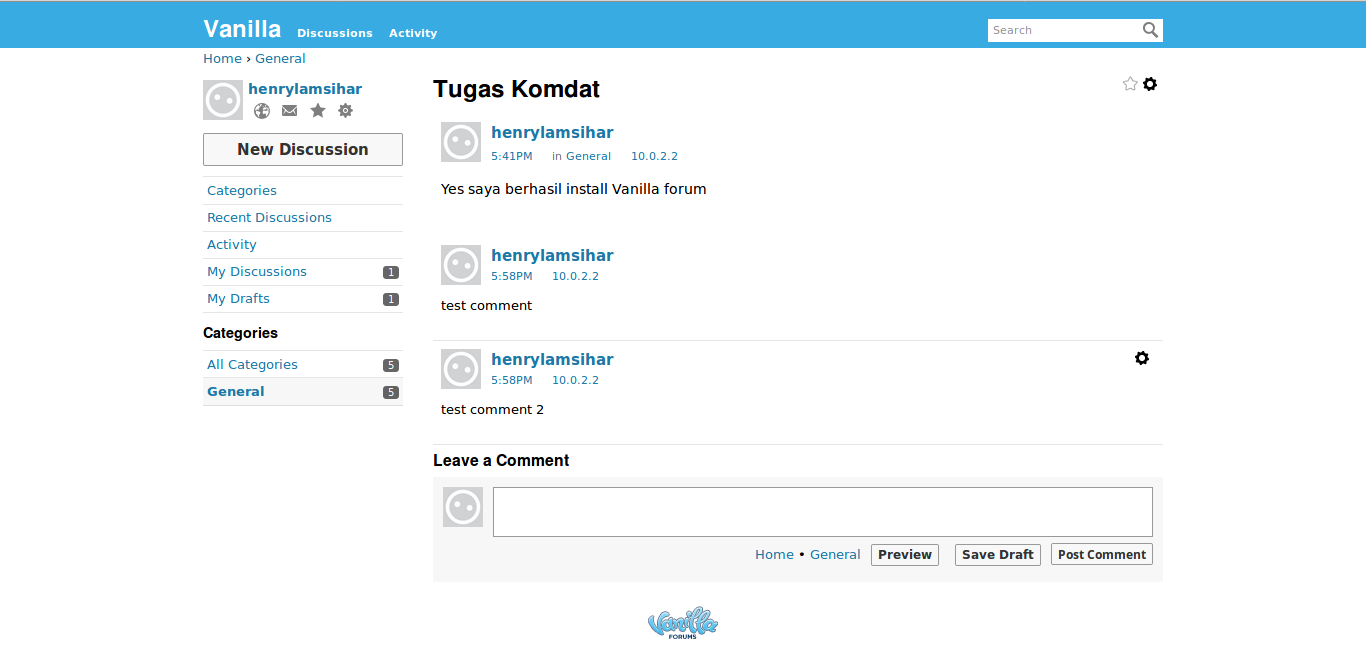 Vanilla Discussions Activity Search
Home › General
henrylamsihar
New Discussion
Categories
Recent Discussions
Activity
My Discussions 1
My Drafts 1
Categories
All Categories 5
General 5
Tugas Komdat
henrylamsihar
5:41PM in General 10.0.2.2
Yes saya berhasil install Vanilla forum
henrylamsihar
5:58PM 10.0.2.2
test comment
henrylamsihar
5:58PM 10.0.2.2
test comment 2
Leave a Comment
Home • General Preview Save Draft Post Comment
Vanilla
FORUMS